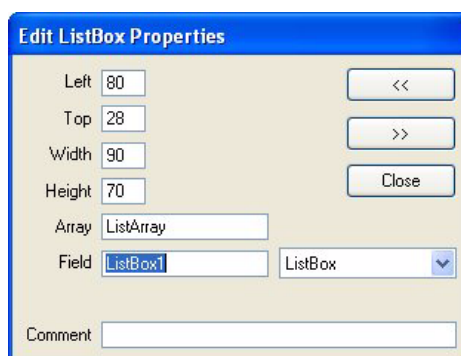 Edit ListBox Properties
Left 80
<<
Top 28
>>
Width 90
Close
Height 70
Array ListArray
Field ListBox1 ListBox
Comment